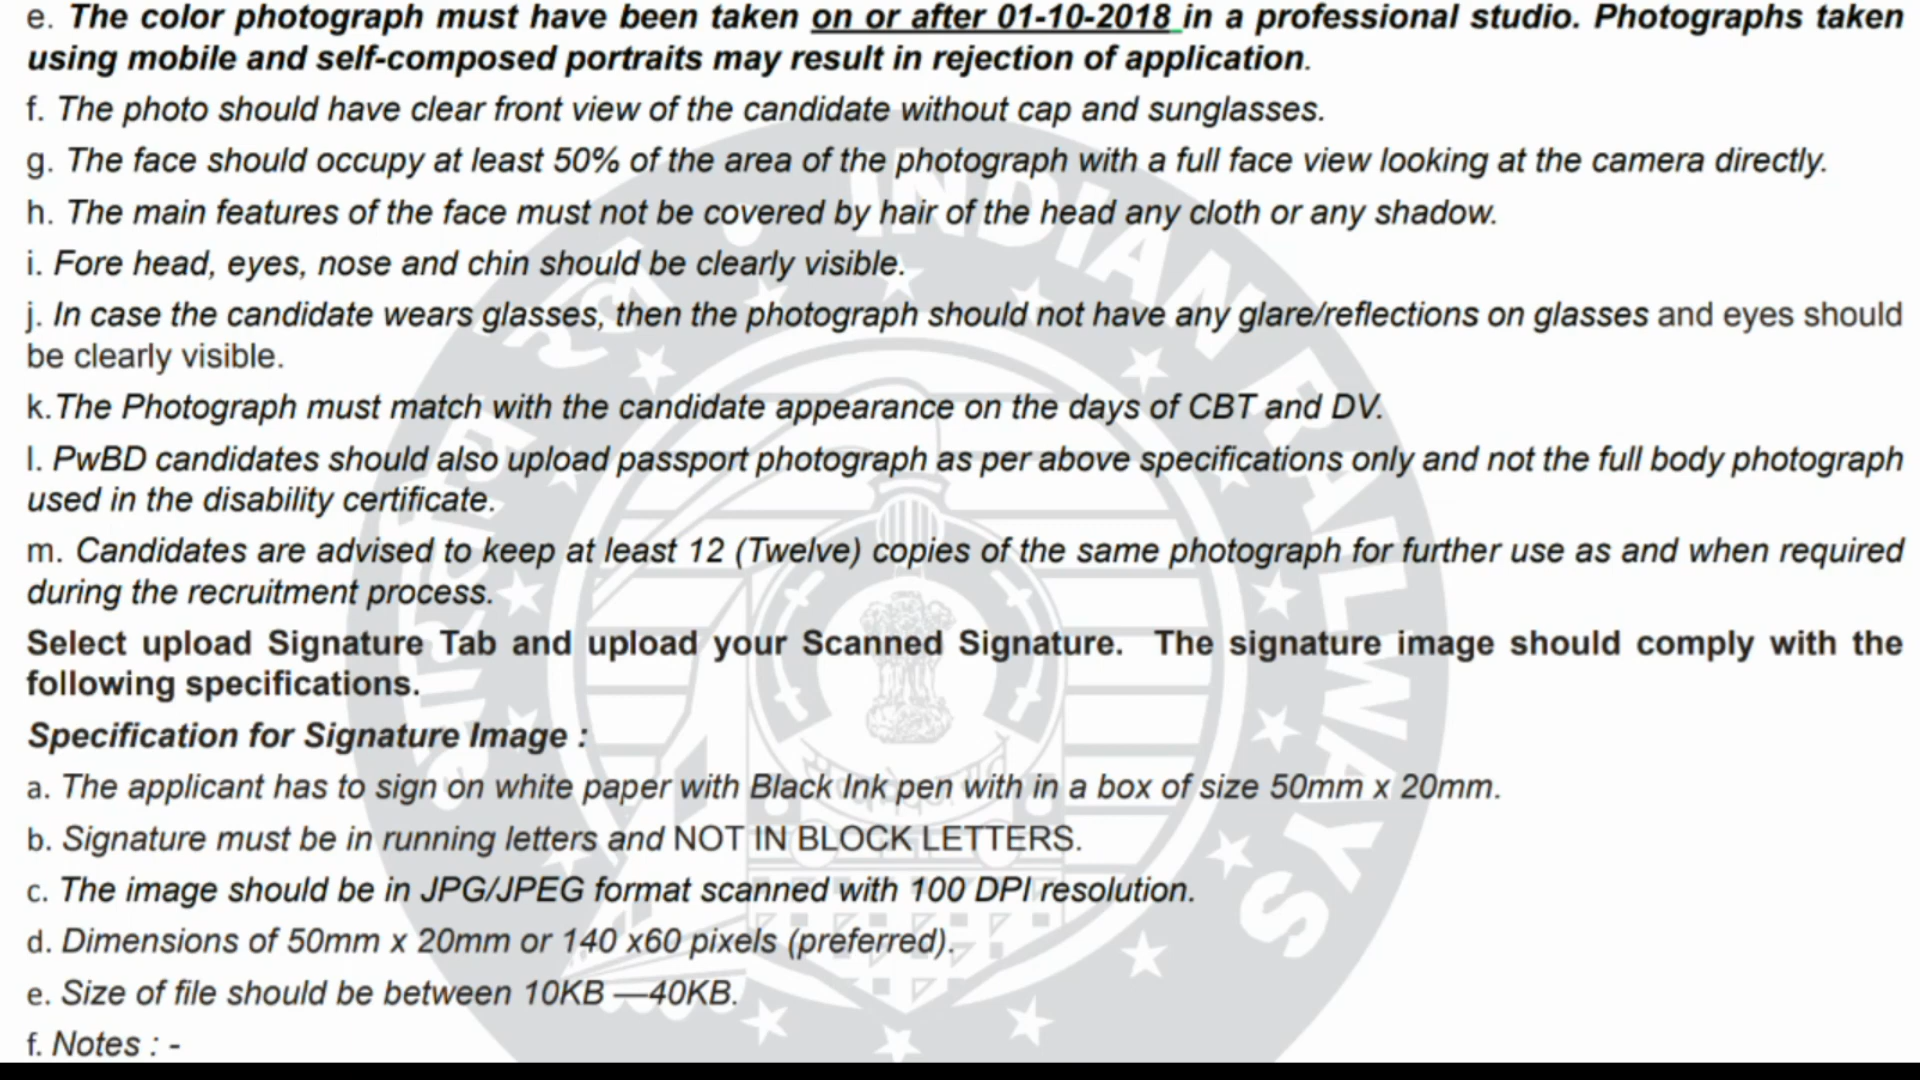 e. The color photograph must have been taken on or after 01-10-2018 in a professional studio. Photographs taken
using mobile and self-composed portraits may result in rejection of application.
f. The photo should have clear front view of the candidate without cap and sunglasses.
g. The face should occupy at least 50% of the area of the photograph with a full face view looking at the camera directly.
h. The main features of the face must not be covered by hair of the head any cloth or any shadow.
i. Fore head, eyes, nose and chin should be clearly visible.
j. In case the candidate wears glasses, then the photograph should not have any glare/reflections on glasses and eyes should
be clearly visible.
k.The Photograph must match with the candidate appearance on the days of CBT and DV.
l. PwBD candidates should also upload passport photograph as per above specifications only and not the full body photograph
used in the disability certificate.
m. Candidates are advised to keep at least 12 (Twelve) copies of the same photograph for further use as and when required
during the recruitment process.
Select upload Signature Tab and upload your Scanned Signature. The signature image should comply with the
following specifications.
Specification for Signature Image :
a. The applicant has to sign on white paper with Black Ink pen with in a box of size 50mm x 20mm.
b. Signature must be in running letters and NOT IN BLOCK LETTERS.
c. The image should be in JPG/JPEG format scanned with 100 DPI resolution.
d. Dimensions of 50mm x 20mm or 140 x60 pixels (preferred).
e. Size of file should be between 10KB —40KB.
f. Notes : -
INDIAN RAILWAYS